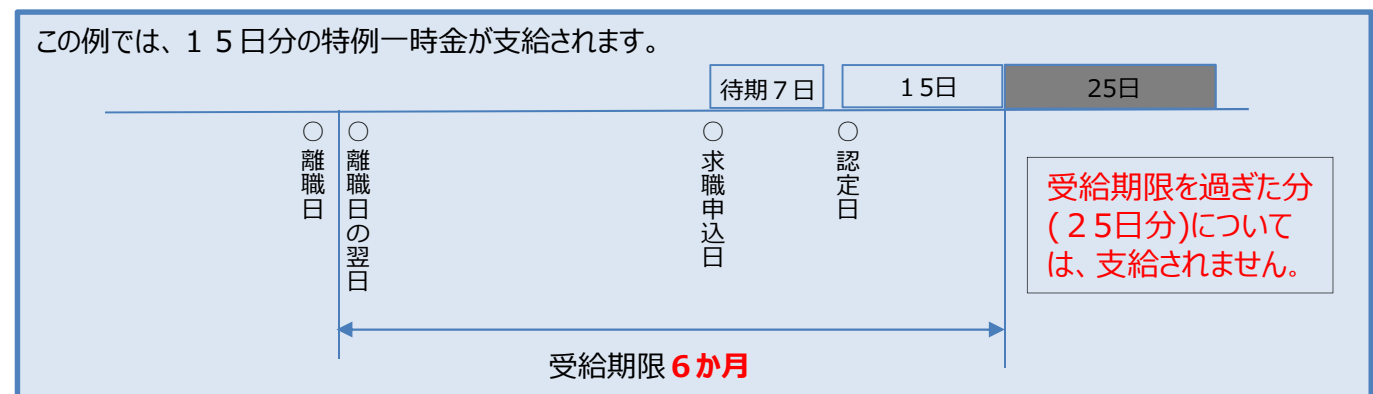 この例では、１５日分の特例一時金が支給されます。
待期７日
１5日
25日
○離職日
○離職日の翌日
○求職申込日
○認定日
受給期限を過ぎた分
(２5日分)について
は、支給されません。
受給期限６か月